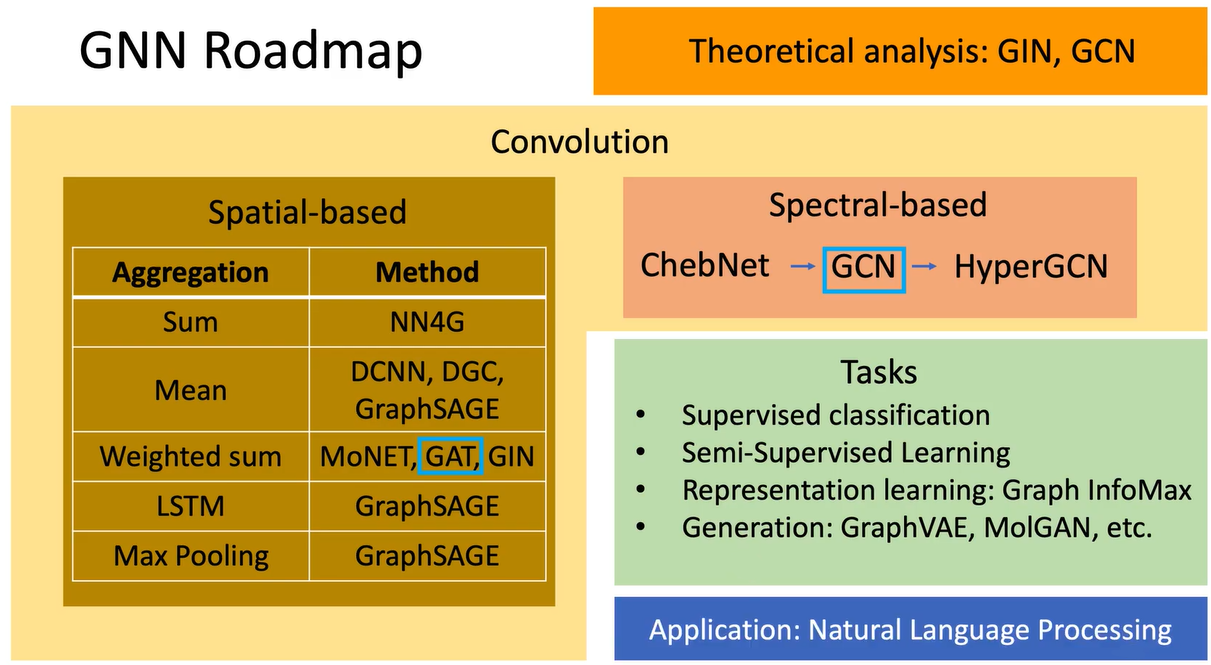 GNN Roadmap
Theoretical analysis: GIN, GCN
Convolution
Spatial-based
Aggregation Method
Sum NN4G
Mean DCNN, DGC,
GraphSAGE
Weighted sum MoNET, GAT, GIN
LSTM GraphSAGE
Max Pooling GraphSAGE
Spectral-based
ChebNet → GCN → HyperGCN
Tasks
• Supervised classification
• Semi-Supervised Learning
• Representation learning: Graph InfoMax
• Generation: GraphVAE, MolGAN, etc.
Application: Natural Language Processing